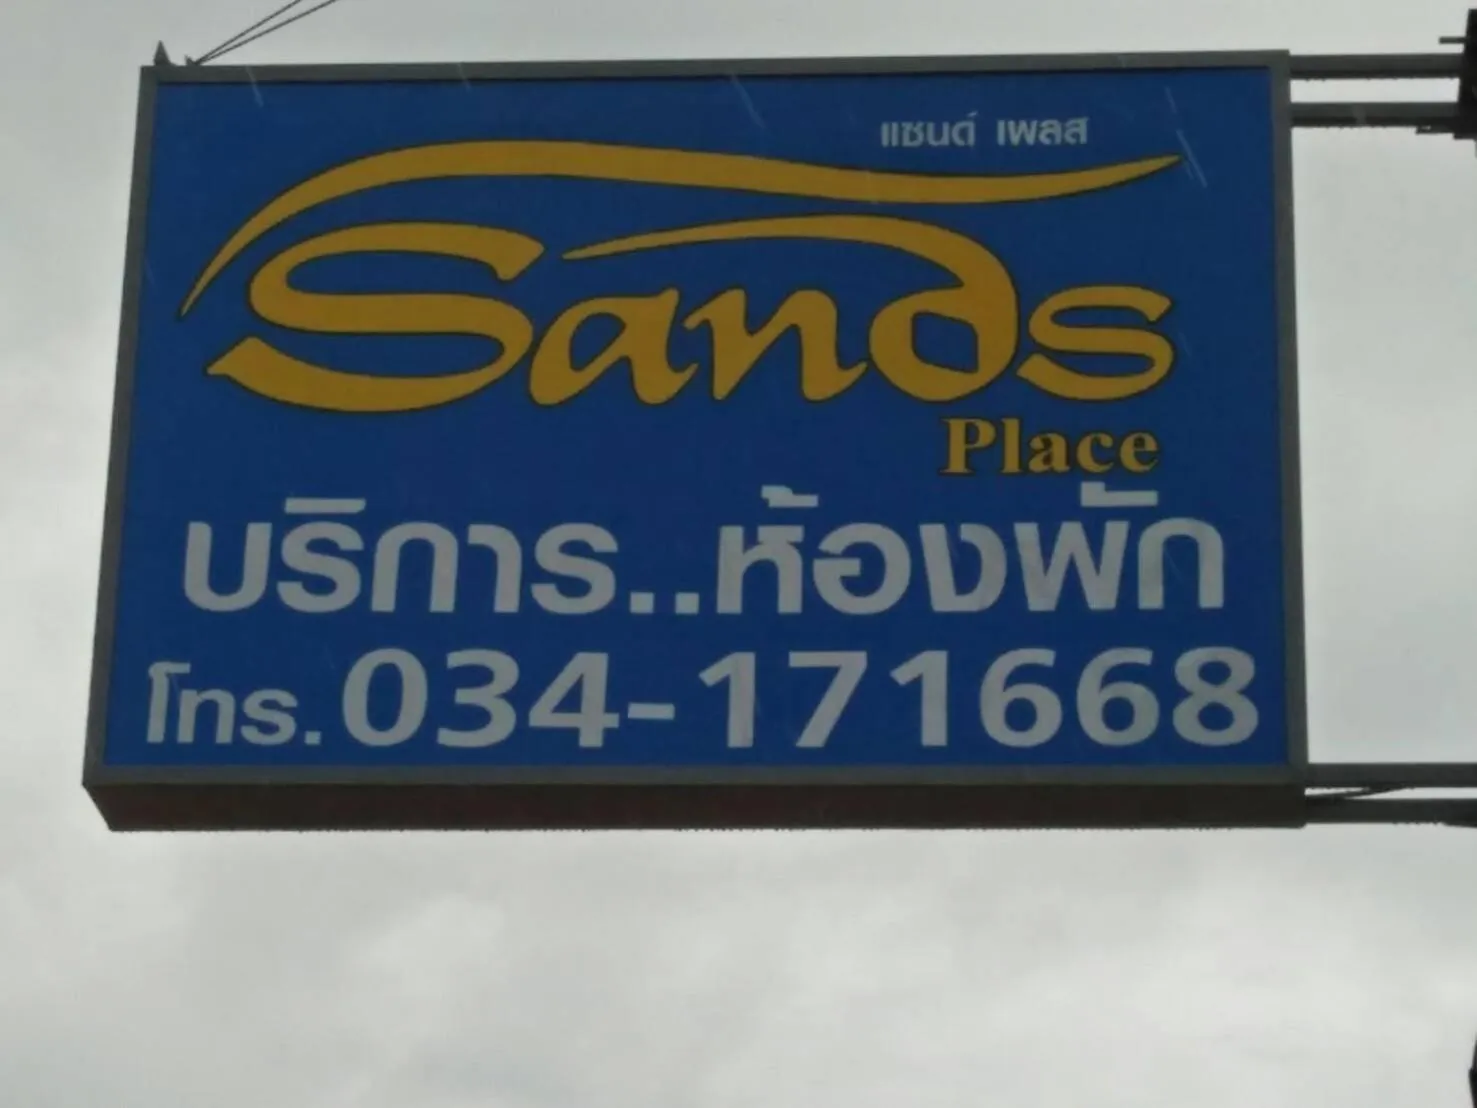 แซนด์ เพลส
Sands
Place
บริการ..ห้องพัก
โทร.034-171668